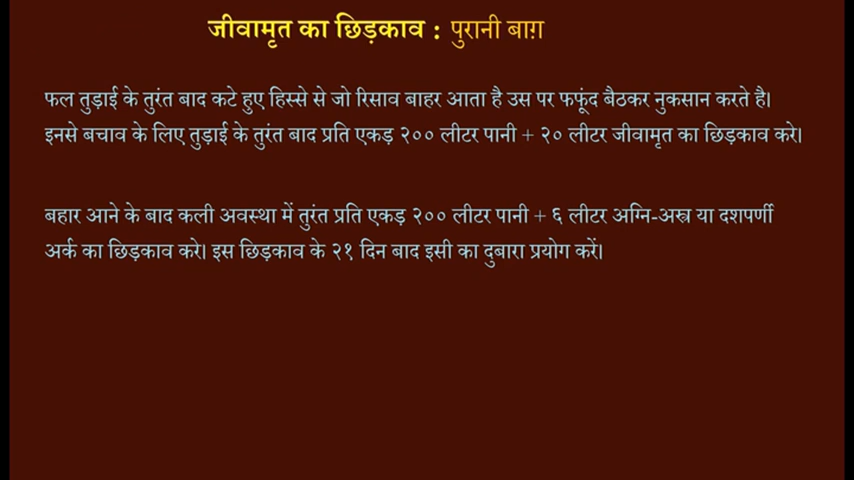 जीवामृत का छिड़काव : पुरानी बाग़
फल तुड़ाई के तुरंत बाद कटे हुए हिस्से से जो रिसाव बाहर आता है उस पर फफूंद बैठकर नुकसान करते है।
इनसे बचाव के लिए तुड़ाई के तुरंत बाद प्रति एकड़ २०० लीटर पानी + २० लीटर जीवामृत का छिड़काव करे।
बहार आने के बाद कली अवस्था में तुरंत प्रति एकड़ २०० लीटर पानी + ६ लीटर अग्नि-अस्त्र या दशपर्णी
अर्क का छिड़काव करे। इस छिड़काव के २१ दिन बाद इसी का दुबारा प्रयोग करें।